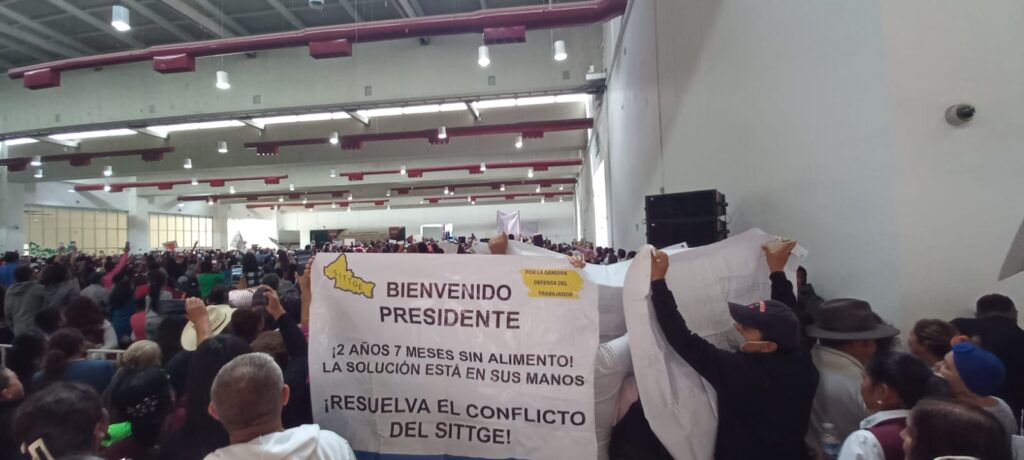 SITTGE
POR LA GENUINA
DEFENSA DEL
TRABAJADOR
BIENVENIDO
PRESIDENTE
¡2 AÑOS 7 MESES SIN ALIMENTO!
LA SOLUCIÓN ESTÁ EN SUS MANOS
¡RESUELVA EL CONFLICTO
DEL SITTGE!